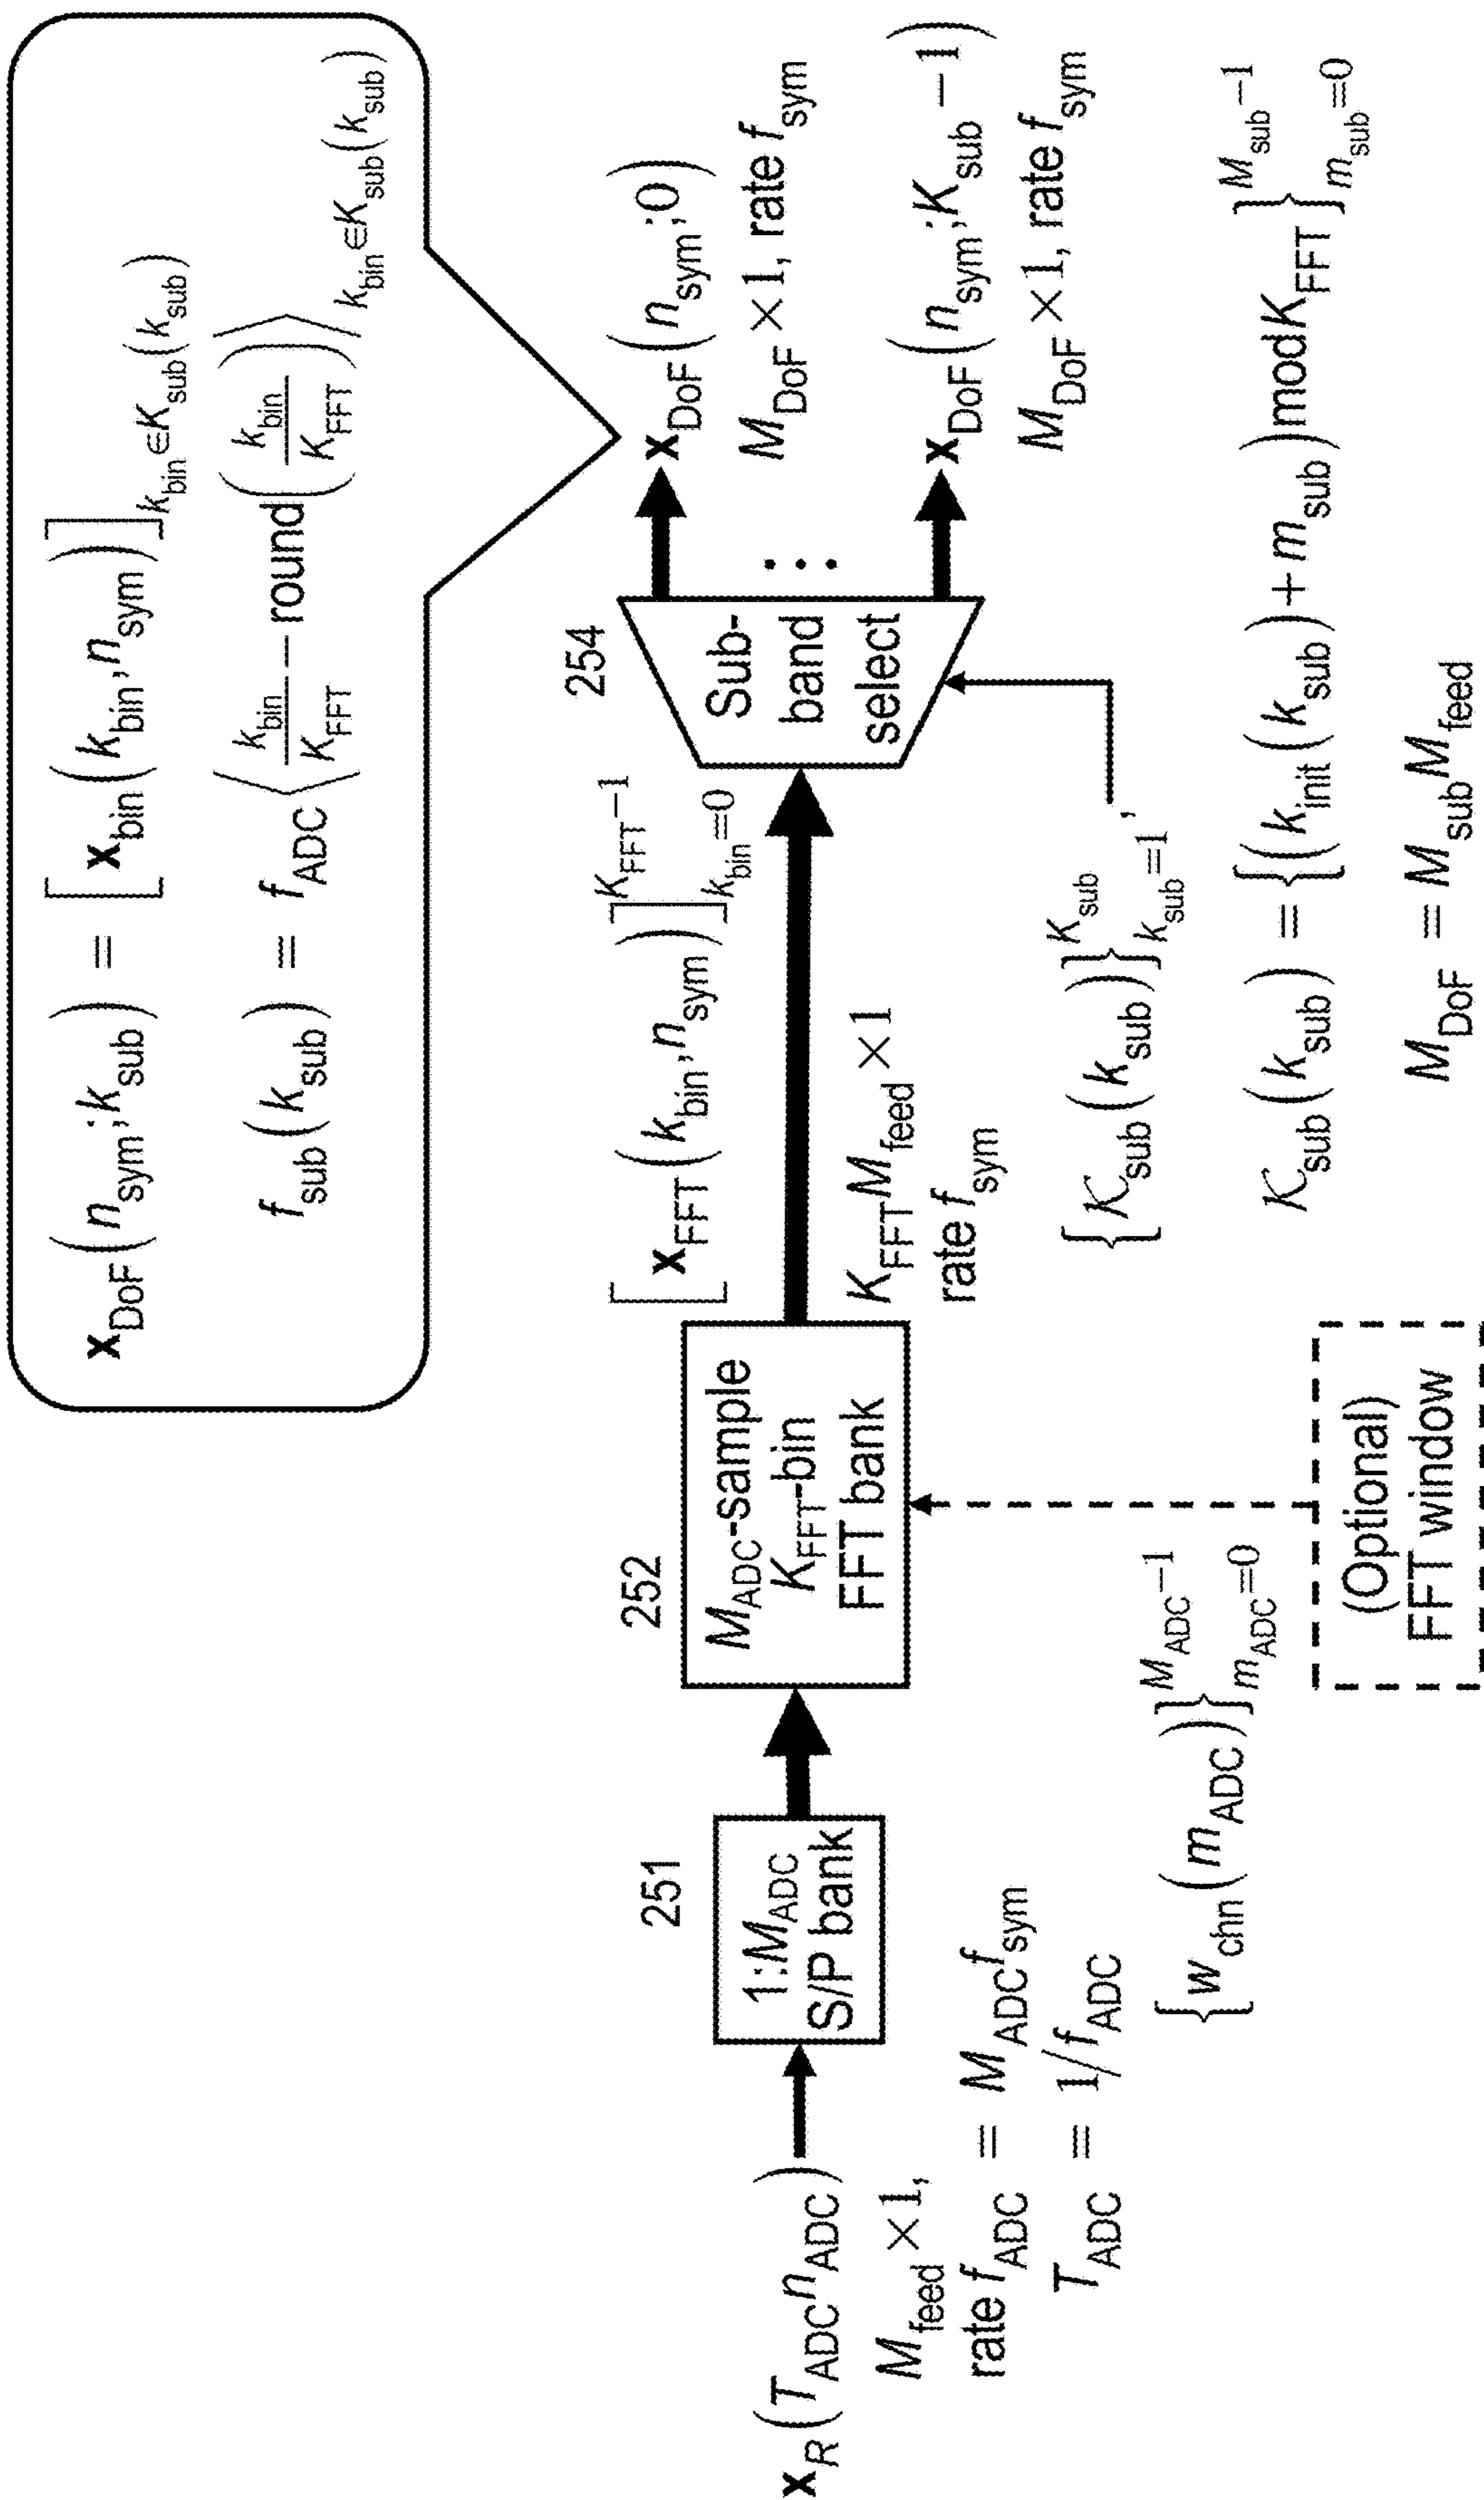 x_DoF(n_sym;k_sub) = [x_bin(k_bin,n_sym)]_{k_bin∈𝒦_sub(k_sub)}
f_sub(k_sub) = f_ADC⟨k_bin/K_FFT − round(k_bin/K_FFT)⟩_{k_bin∈K_sub(k_sub)}
x_R(T_ADC n_ADC)
M_feed×1,
rate f_ADC = M_ADC f_sym
T_ADC = 1/f_ADC
251
1:M_ADC
S/P bank
252
M_ADC-sample
K_FFT-bin
FFT bank
{w_chn(m_ADC)}_{m_ADC=0}^{M_ADC−1}
(Optional)
FFT window
[x_FFT(k_bin,n_sym)]_{k_bin=0}^{K_FFT−1}
K_FFT M_feed×1
rate f_sym
254
Sub-
band
select
{𝒦_sub(k_sub)}_{k_sub=1}^{K_sub},
𝒦_sub(k_sub) = {(k_init(k_sub)+m_sub)modK_FFT}_{m_sub=0}^{M_sub−1}
M_DoF = M_sub M_feed
x_DoF(n_sym;0)
M_DoF×1, rate f_sym
⋮
x_DoF(n_sym;K_sub−1)
M_DoF×1, rate f_sym